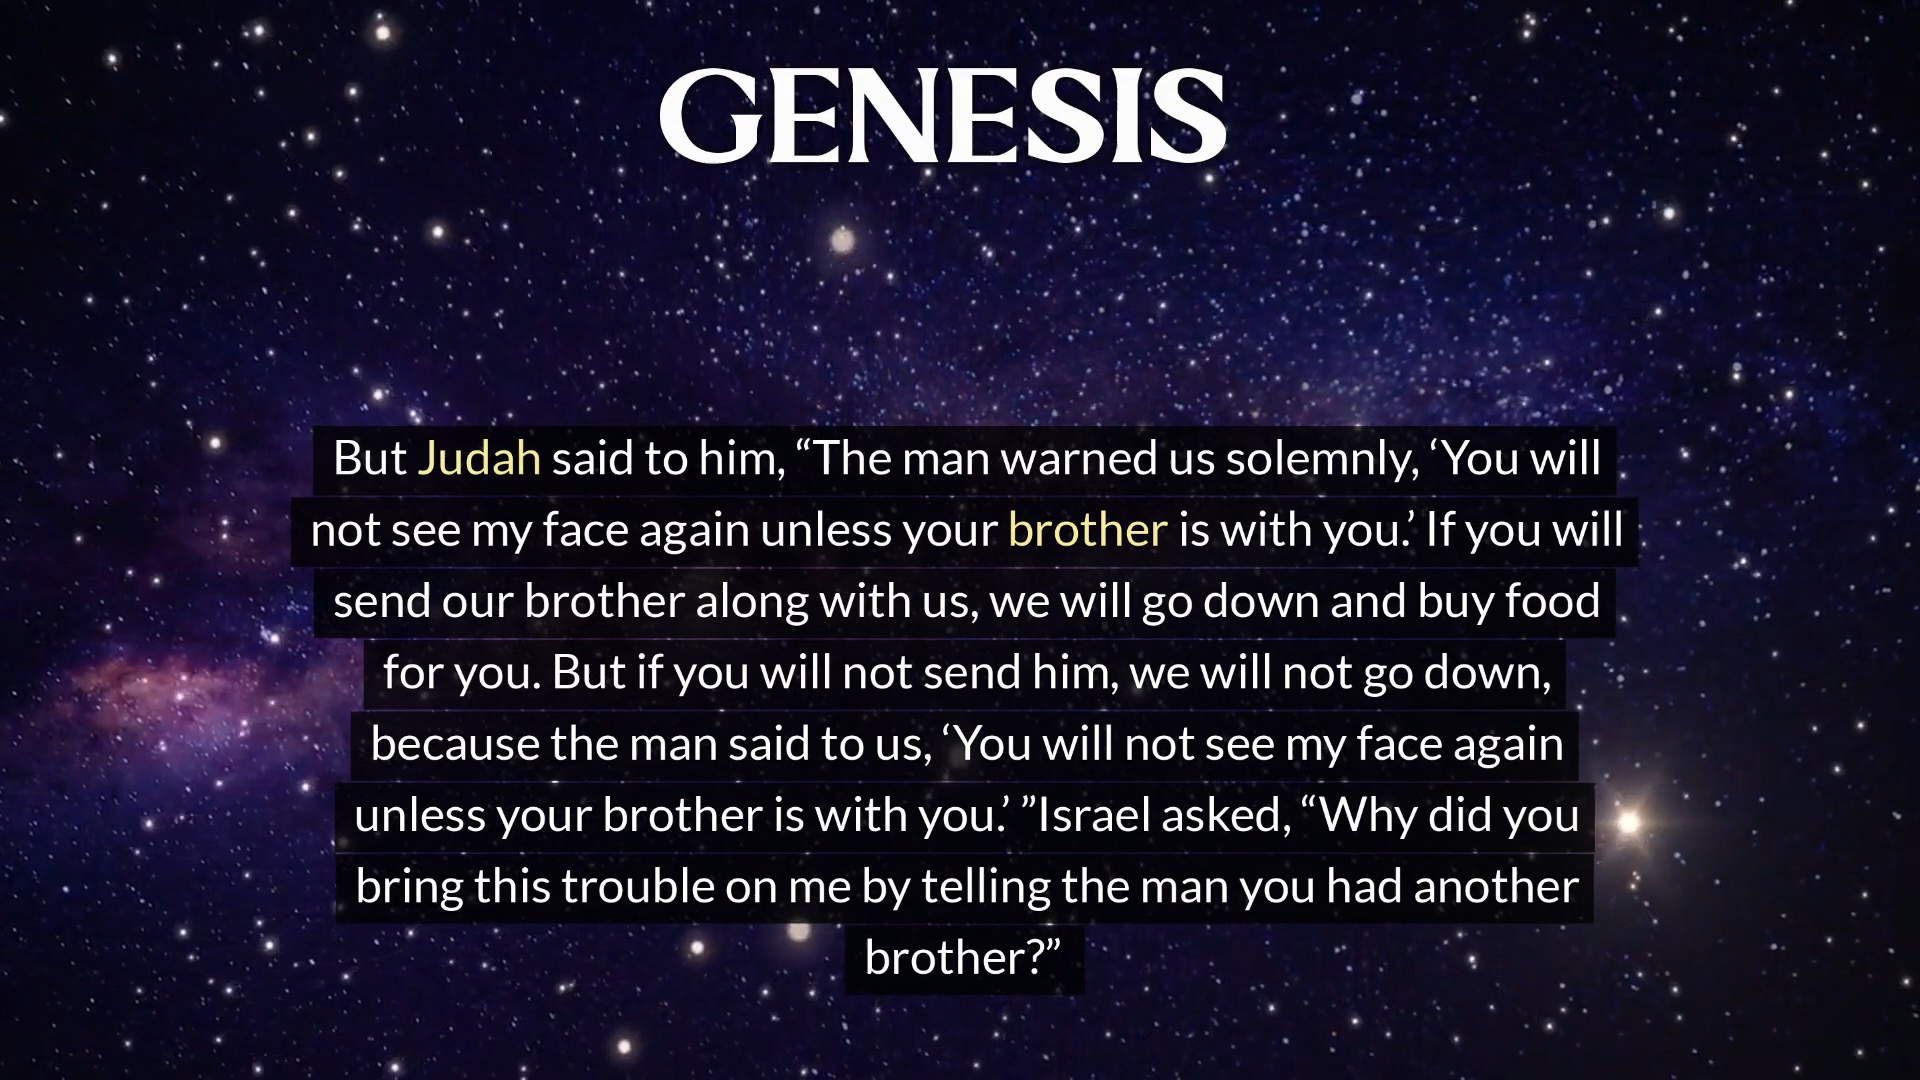 GENESIS
But Judah said to him, “The man warned us solemnly, ‘You will
not see my face again unless your brother is with you.’ If you will
send our brother along with us, we will go down and buy food
for you. But if you will not send him, we will not go down,
because the man said to us, ‘You will not see my face again
unless your brother is with you.’ ”Israel asked, “Why did you
bring this trouble on me by telling the man you had another
brother?”